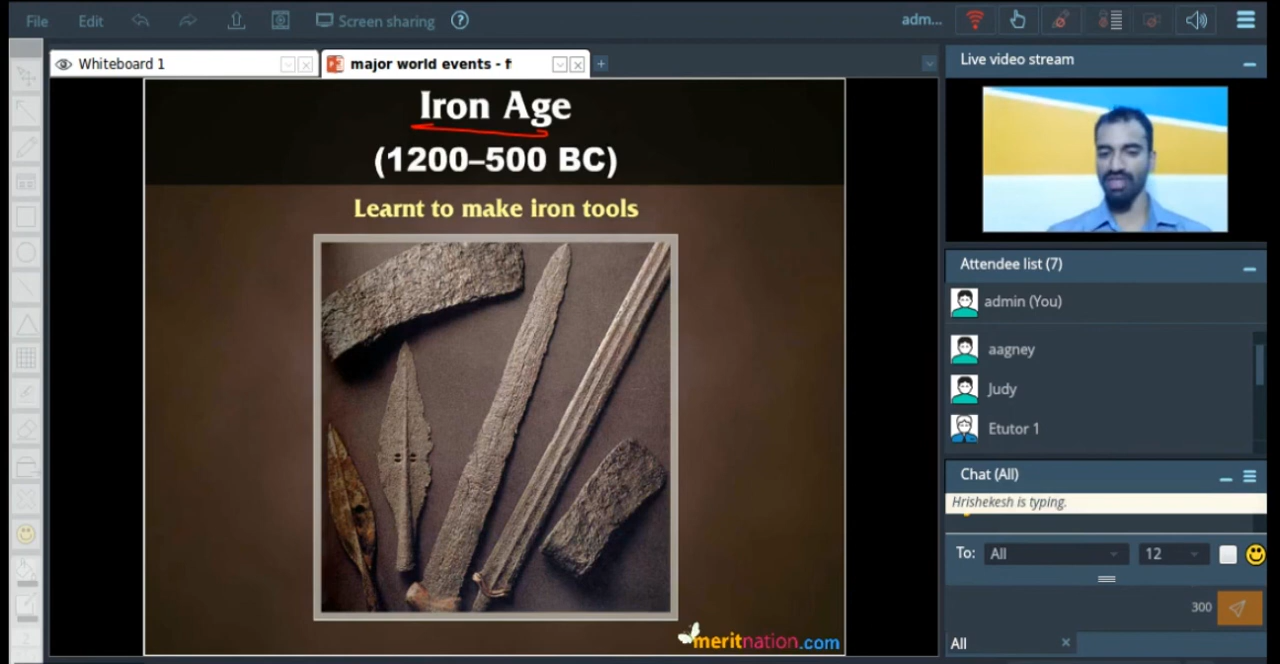 File Edit Screen sharing ? adm...
Whiteboard 1
major world events - f
Iron Age
(1200–500 BC)
Learnt to make iron tools
meritnation.com
Live video stream
Attendee list (7)
admin (You)
aagney
Judy
Etutor 1
Chat (All)
Hrishekesh is typing.
To: All 12
300
All